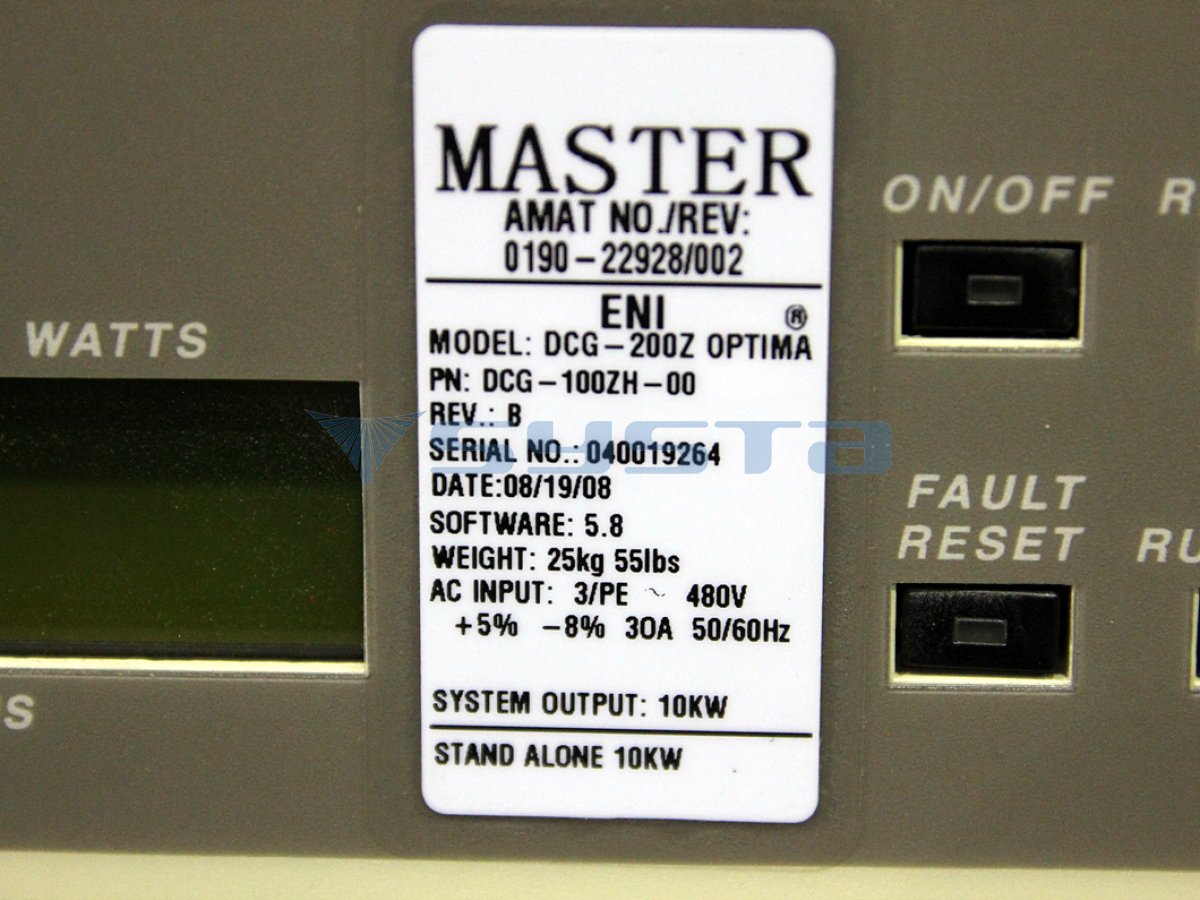 MASTER
AMAT NO./REV:
0190-22928/002
ENI ®
MODEL: DCG-200Z OPTIMA
PN: DCG-100ZH-00
REV.: B
SERIAL NO.: 040019264
DATE:08/19/08
SOFTWARE: 5.8
WEIGHT: 25kg 55lbs
AC INPUT: 3/PE ~ 480V
+5% -8% 30A 50/60Hz
SYSTEM OUTPUT: 10KW
STAND ALONE 10KW
WATTS
ON/OFF
FAULT
RESET
systa